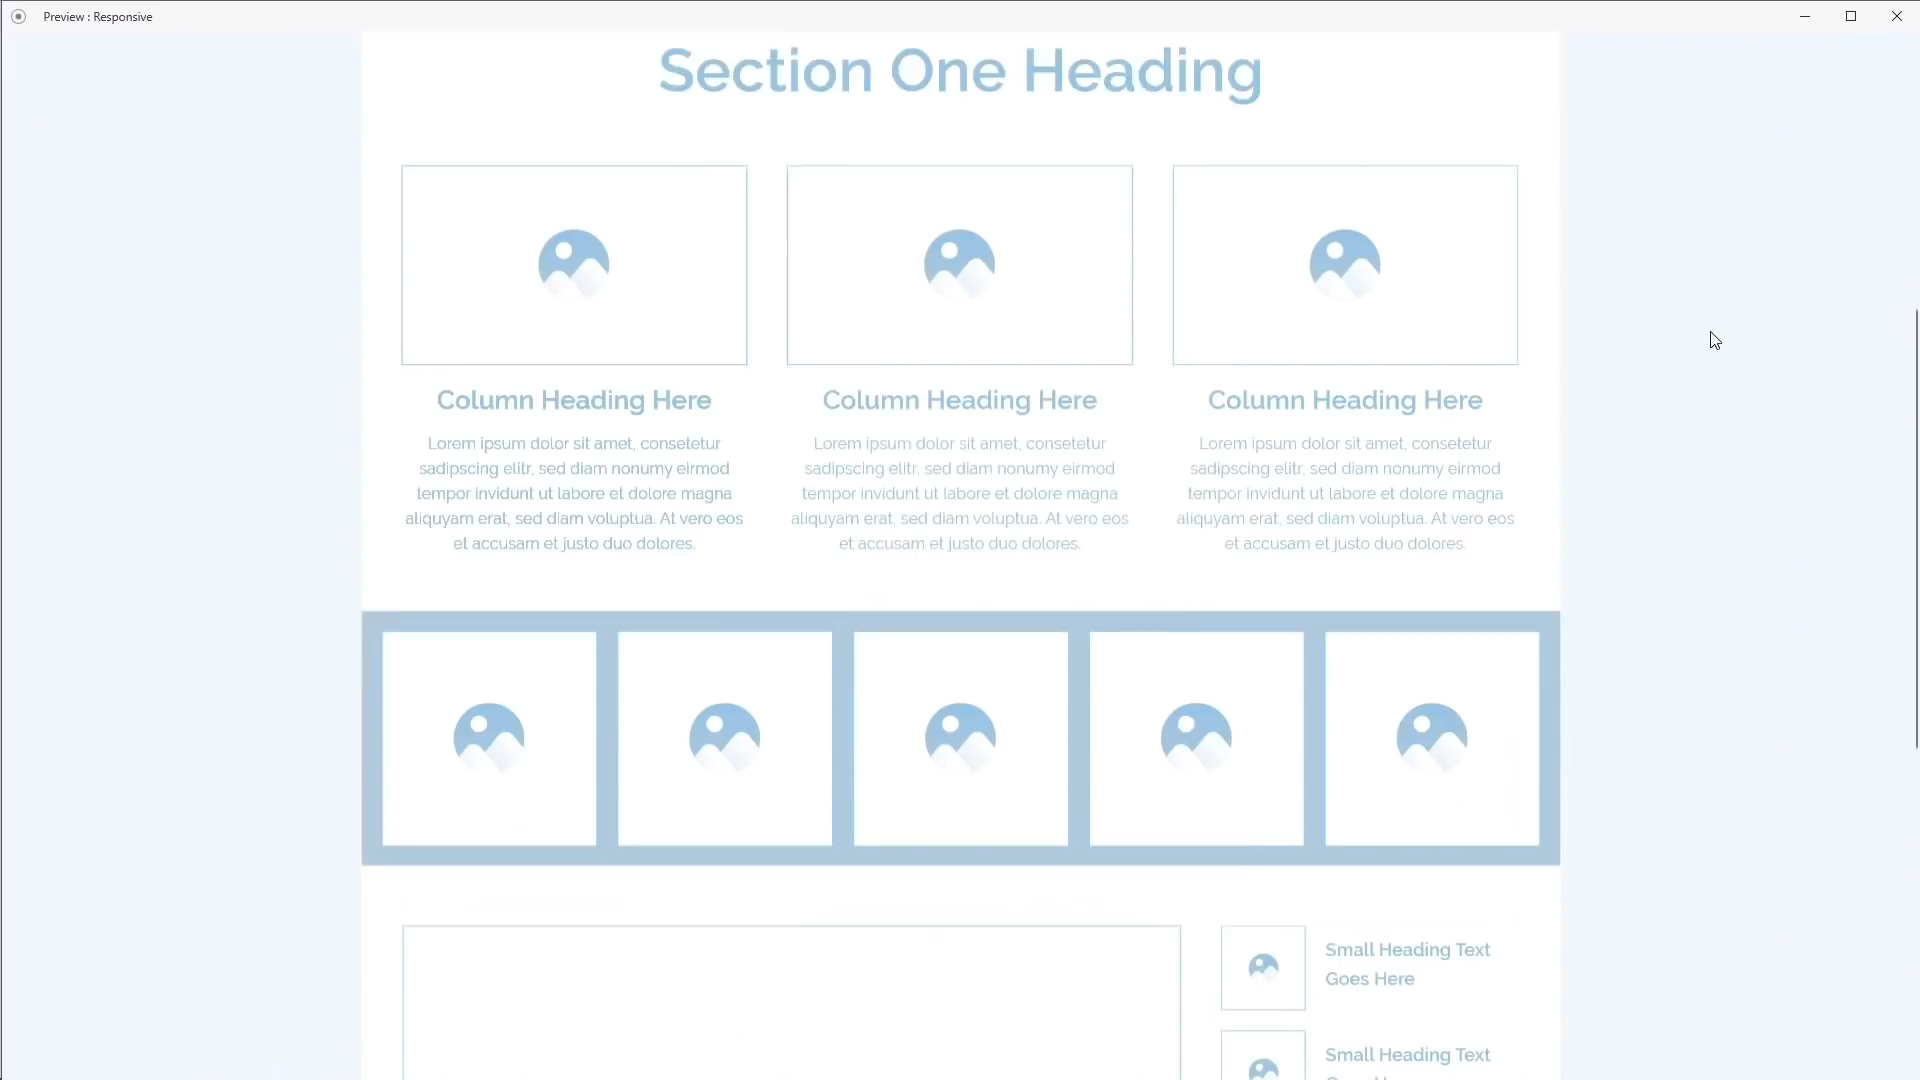 Preview : Responsive
Section One Heading
Column Heading Here
Lorem ipsum dolor sit amet, consetetur
sadipscing elitr, sed diam nonumy eirmod
tempor invidunt ut labore et dolore magna
aliquyam erat, sed diam voluptua. At vero eos
et accusam et justo duo dolores.
Column Heading Here
Lorem ipsum dolor sit amet, consetetur
sadipscing elitr, sed diam nonumy eirmod
tempor invidunt ut labore et dolore magna
aliquyam erat, sed diam voluptua. At vero eos
et accusam et justo duo dolores.
Column Heading Here
Lorem ipsum dolor sit amet, consetetur
sadipscing elitr, sed diam nonumy eirmod
tempor invidunt ut labore et dolore magna
aliquyam erat, sed diam voluptua. At vero eos
et accusam et justo duo dolores.
Small Heading Text
Goes Here
Small Heading Text